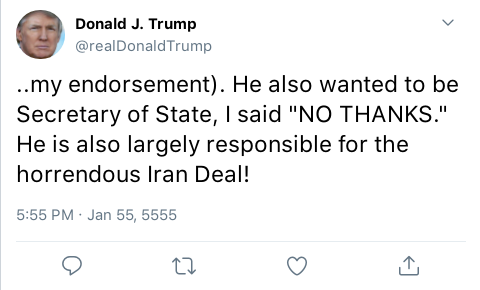 Donald J. Trump
@realDonaldTrump
..my endorsement). He also wanted to be
Secretary of State, I said "NO THANKS."
He is also largely responsible for the
horrendous Iran Deal!
5:55 PM · Jan 55, 5555